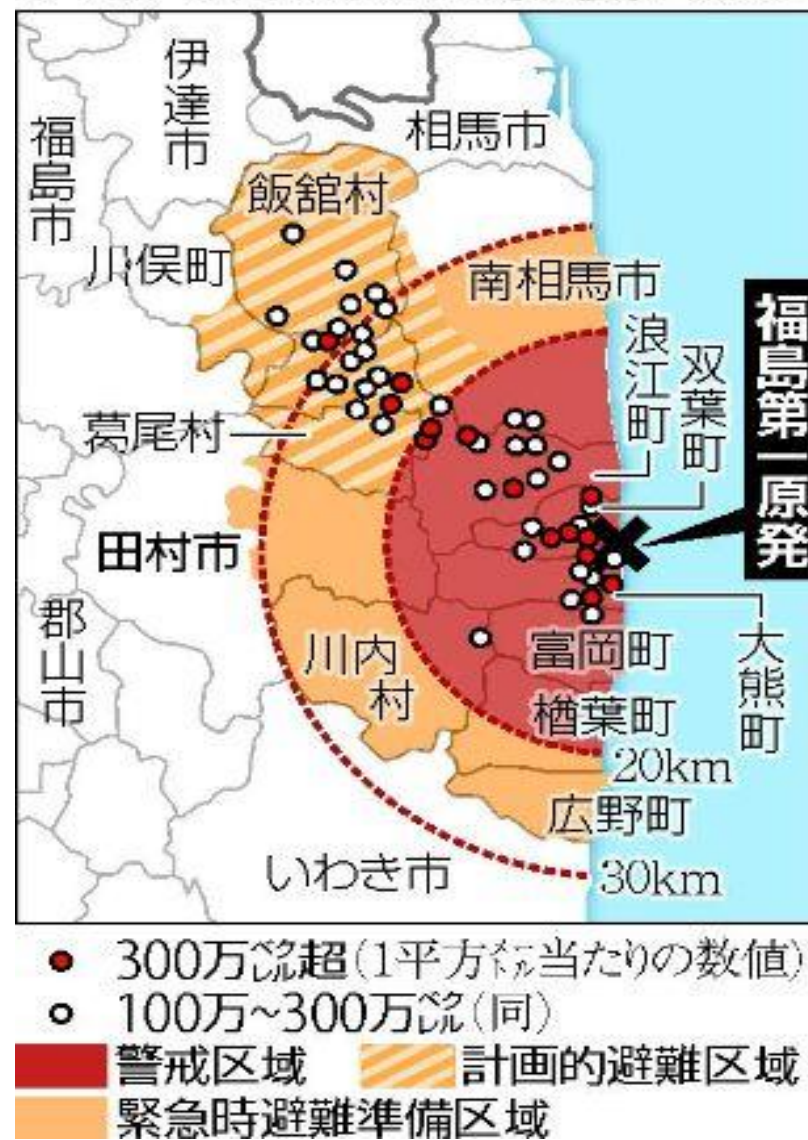 伊達市
福島市
相馬市
飯舘村
川俣町
南相馬市
浪江町
双葉町
福島第一原発
葛尾村
田村市
郡山市
川内村
富岡町
大熊町
楢葉町
20km
広野町
いわき市
30km
300万ベクレル超(1平方メートル当たりの数値)
100万~300万ベクレル(同)
警戒区域 計画的避難区域
緊急時避難準備区域